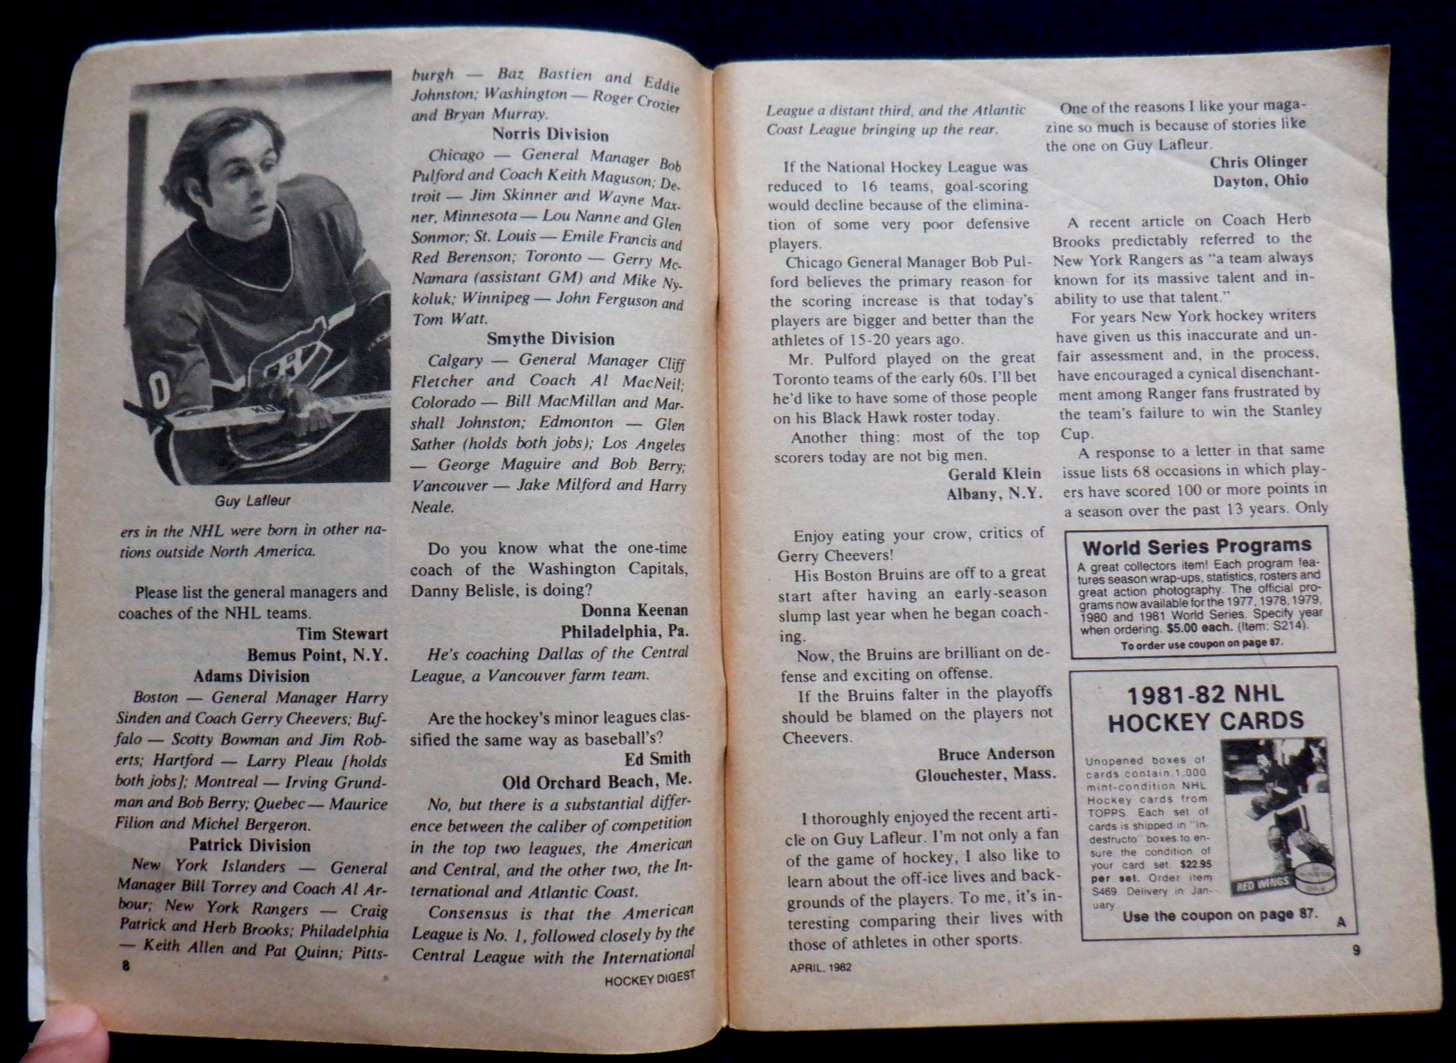 Guy Lafleur
ers in the NHL were born in other na-
tions outside North America.
Please list the general managers and
coaches of the NHL teams.
Tim Stewart
Bemus Point, N.Y.
Adams Division
Boston — General Manager Harry
Sinden and Coach Gerry Cheevers; Buf-
falo — Scotty Bowman and Jim Rob-
erts; Hartford — Larry Pleau [holds
both jobs]; Montreal — Irving Grund-
man and Bob Berry; Quebec — Maurice
Filion and Michel Bergeron.
Patrick Division
New York Islanders — General
Manager Bill Torrey and Coach Al Ar-
bour; New York Rangers — Craig
Patrick and Herb Brooks; Philadelphia
— Keith Allen and Pat Quinn; Pitts-
8
burgh — Baz Bastien and Eddie
Johnston; Washington — Roger Crozier
and Bryan Murray.
Norris Division
Chicago — General Manager Bob
Pulford and Coach Keith Maguson; De-
troit — Jim Skinner and Wayne Max-
ner, Minnesota — Lou Nanne and Glen
Sonmor; St. Louis — Emile Francis and
Red Berenson; Toronto — Gerry Mc-
Namara (assistant GM) and Mike Ny-
koluk; Winnipeg — John Ferguson and
Tom Watt.
Smythe Division
Calgary — General Manager Cliff
Fletcher and Coach Al MacNeil;
Colorado — Bill MacMillan and Mar-
shall Johnston; Edmonton — Glen
Sather (holds both jobs); Los Angeles
— George Maguire and Bob Berry;
Vancouver — Jake Milford and Harry
Neale.
Do you know what the one-time
coach of the Washington Capitals,
Danny Belisle, is doing?
Donna Keenan
Philadelphia, Pa.
He's coaching Dallas of the Central
League, a Vancouver farm team.
Are the hockey's minor leagues clas-
sified the same way as baseball's?
Ed Smith
Old Orchard Beach, Me.
No, but there is a substantial differ-
ence between the caliber of competition
in the top two leagues, the American
and Central, and the other two, the In-
ternational and Atlantic Coast.
Consensus is that the American
League is No. 1, followed closely by the
Central League with the International
HOCKEY DIGEST
League a distant third, and the Atlantic
Coast League bringing up the rear.
If the National Hockey League was
reduced to 16 teams, goal-scoring
would decline because of the elimina-
tion of some very poor defensive
players.
Chicago General Manager Bob Pul-
ford believes the primary reason for
the scoring increase is that today's
players are bigger and better than the
athletes of 15-20 years ago.
Mr. Pulford played on the great
Toronto teams of the early 60s. I'll bet
he'd like to have some of those people
on his Black Hawk roster today.
Another thing: most of the top
scorers today are not big men.
Gerald Klein
Albany, N.Y.
Enjoy eating your crow, critics of
Gerry Cheevers!
His Boston Bruins are off to a great
start after having an early-season
slump last year when he began coach-
ing.
Now, the Bruins are brilliant on de-
fense and exciting on offense.
If the Bruins falter in the playoffs
should be blamed on the players not
Cheevers.
Bruce Anderson
Glouchester, Mass.
I thoroughly enjoyed the recent arti-
cle on Guy Lafleur. I'm not only a fan
of the game of hockey, I also like to
learn about the off-ice lives and back-
grounds of the players. To me, it's in-
teresting comparing their lives with
those of athletes in other sports.
APRIL, 1982
One of the reasons I like your maga-
zine so much is because of stories like
the one on Guy Lafleur.
Chris Olinger
Dayton, Ohio
A recent article on Coach Herb
Brooks predictably referred to the
New York Rangers as "a team always
known for its massive talent and in-
ability to use that talent."
For years New York hockey writers
have given us this inaccurate and un-
fair assessment and, in the process,
have encouraged a cynical disenchant-
ment among Ranger fans frustrated by
the team's failure to win the Stanley
Cup.
A response to a letter in that same
issue lists 68 occasions in which play-
ers have scored 100 or more points in
a season over the past 13 years. Only
World Series Programs
A great collectors item! Each program fea-
tures season wrap-ups, statistics, rosters and
great action photography. The official pro-
grams now available for the 1977, 1978, 1979,
1980 and 1981 World Series. Specify year
when ordering. $5.00 each. (Item: S214).
To order use coupon on page 87.
1981-82 NHL
HOCKEY CARDS
Unopened boxes of
cards contain 1,000
mint-condition NHL
Hockey cards from
TOPPS. Each set of
cards is shipped in "in-
destructo" boxes to en-
sure the condition of
your card set. $22.95
per set. Order item
S469 Delivery in Jan-
uary.
RED WINGS
Use the coupon on page 87.
A
9